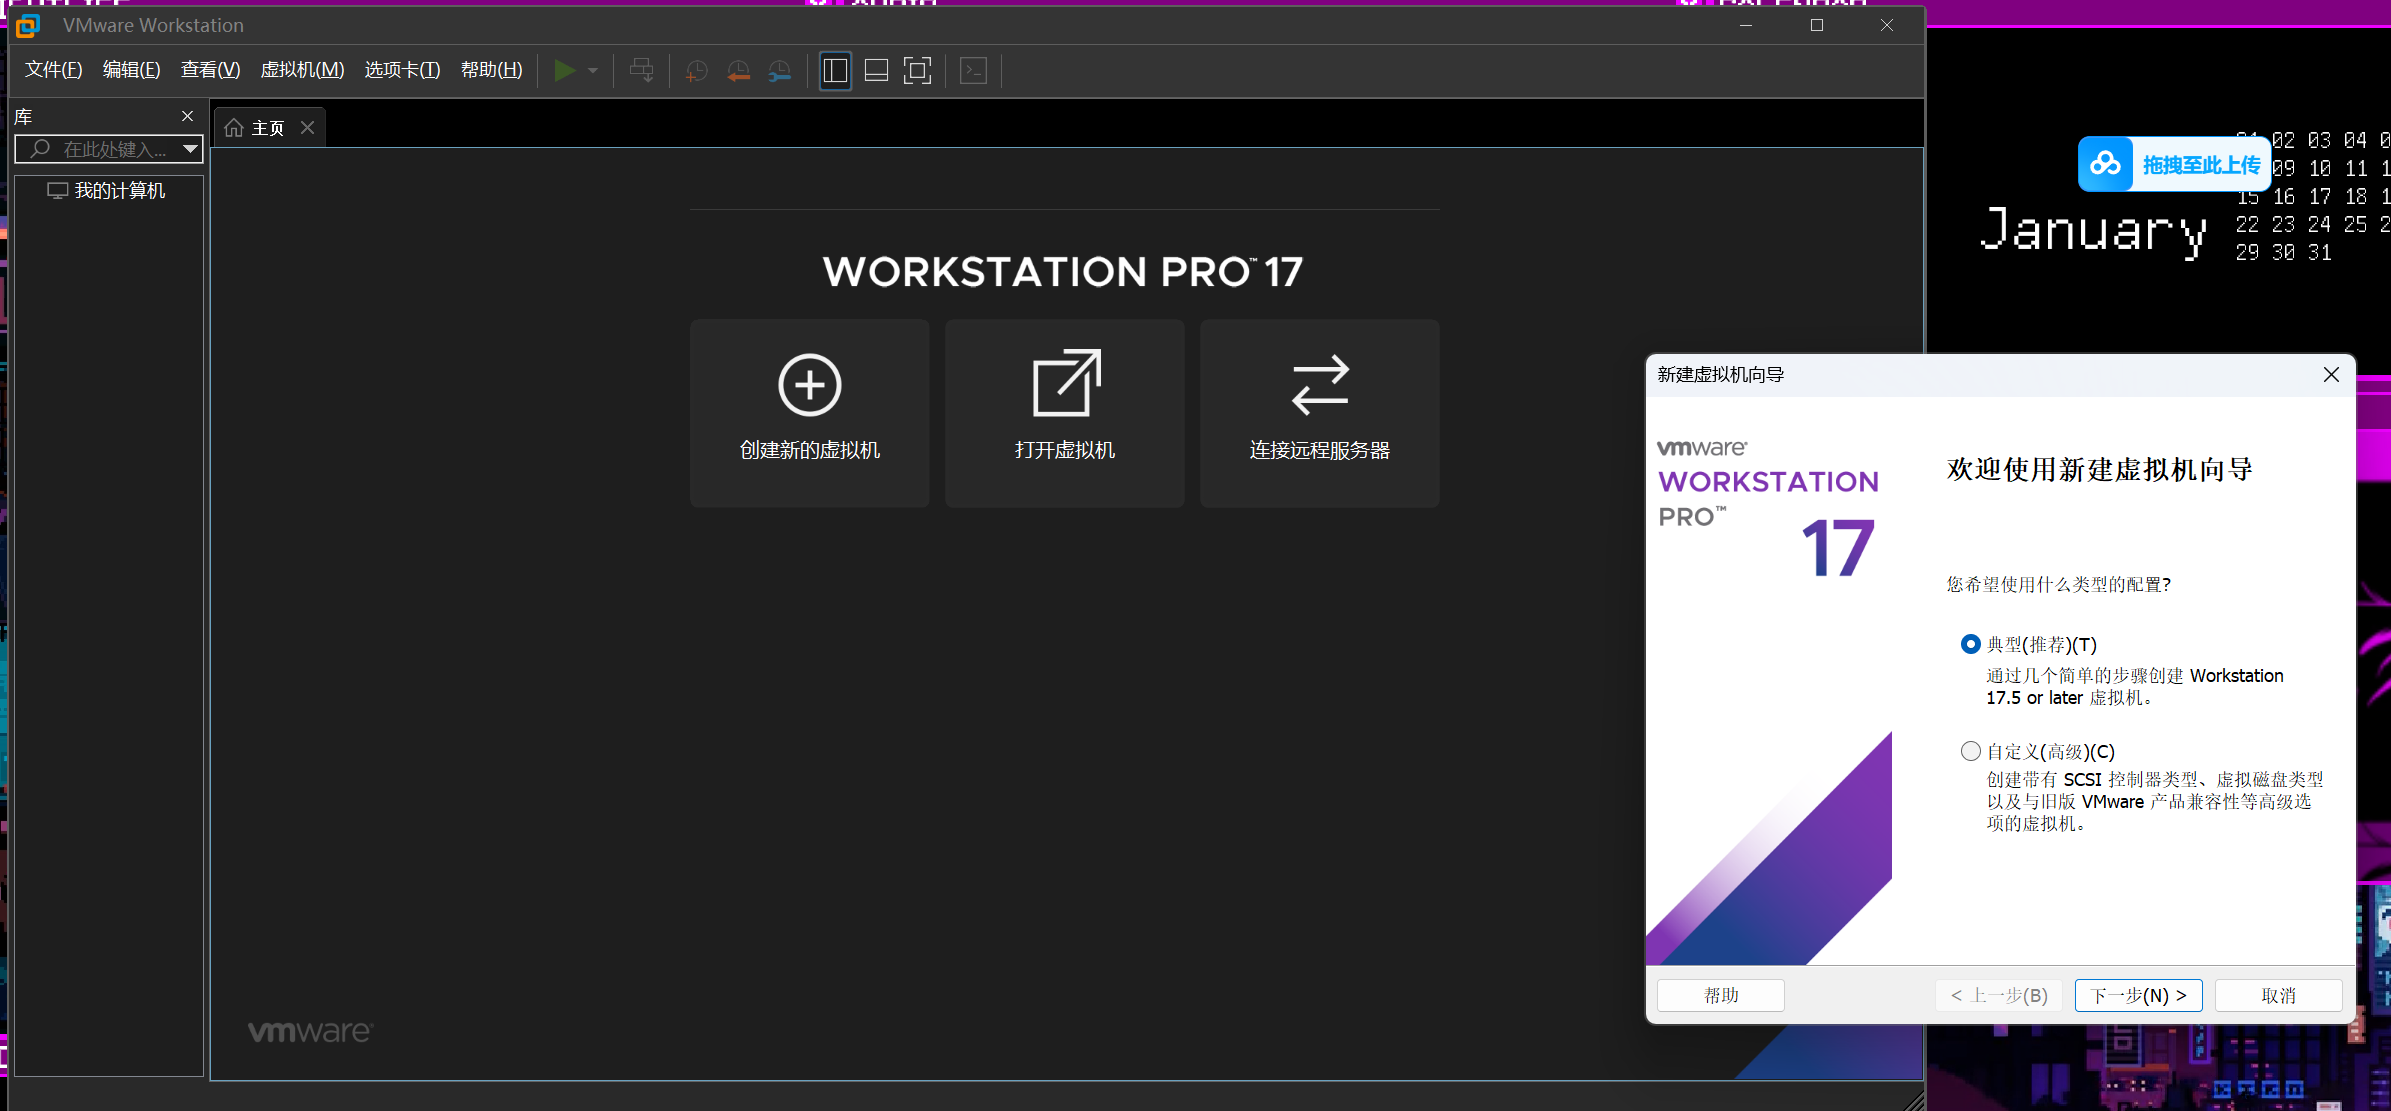 VMware Workstation
文件(F) 编辑(E) 查看(V) 虚拟机(M) 选项卡(T) 帮助(H)
库
在此处键入...
我的计算机
主页
WORKSTATION PRO™ 17
创建新的虚拟机
打开虚拟机
连接远程服务器
vmware
拖拽至此上传
January
02 03 04
09 10 11
15 16 17 18
22 23 24 25
29 30 31
新建虚拟机向导
vmware
WORKSTATION
PRO™
17
欢迎使用新建虚拟机向导
您希望使用什么类型的配置?
典型(推荐)(T)
通过几个简单的步骤创建 Workstation
17.5 or later 虚拟机。
自定义(高级)(C)
创建带有 SCSI 控制器类型、虚拟磁盘类型
以及与旧版 VMware 产品兼容性等高级选
项的虚拟机。
帮助
< 上一步(B)
下一步(N) >
取消